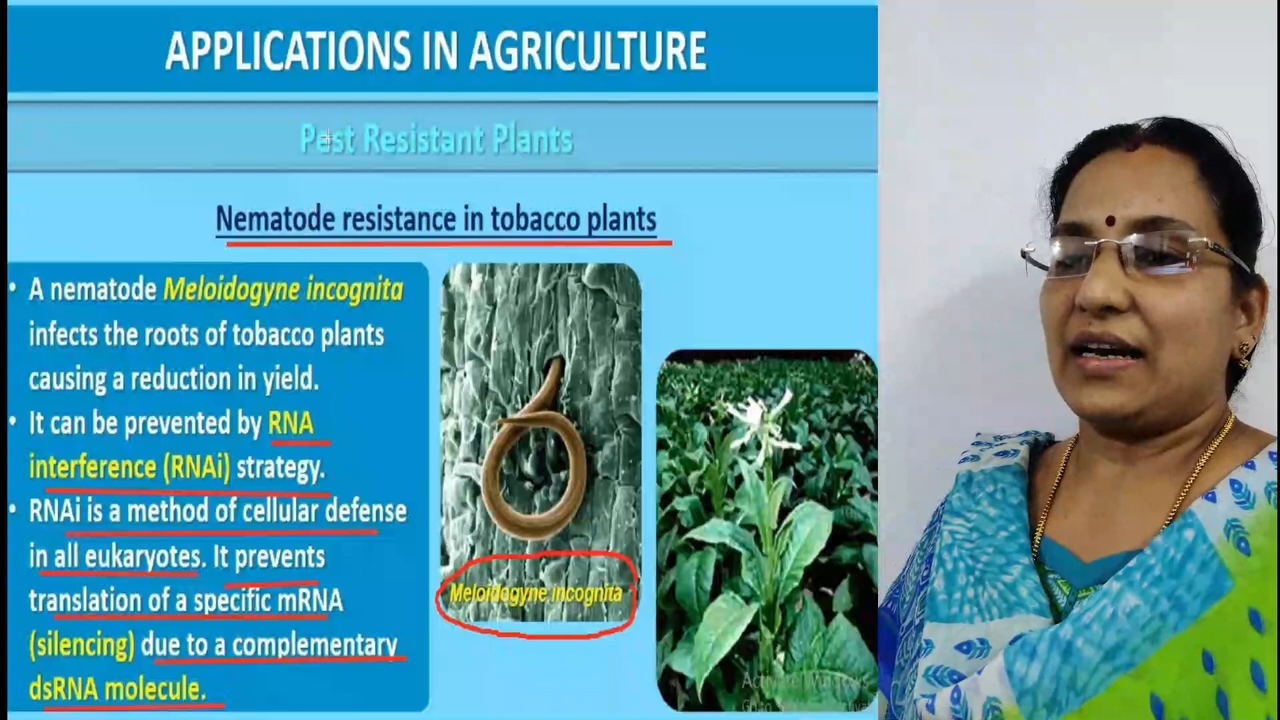 APPLICATIONS IN AGRICULTURE
Pest Resistant Plants
Nematode resistance in tobacco plants
• A nematode Meloidogyne incognita
infects the roots of tobacco plants
causing a reduction in yield.
• It can be prevented by RNA
interference (RNAi) strategy.
• RNAi is a method of cellular defense
in all eukaryotes. It prevents
translation of a specific mRNA
(silencing) due to a complementary
dsRNA molecule.
Meloidogyne incognita
Activate Windows